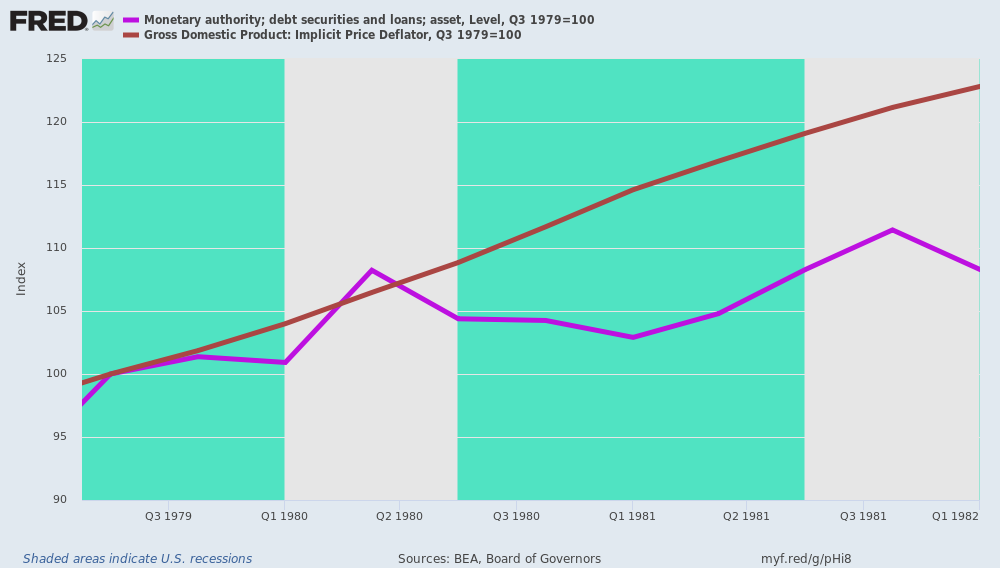 FRED
Monetary authority; debt securities and loans; asset, Level, Q3 1979=100
Gross Domestic Product: Implicit Price Deflator, Q3 1979=100
125
120
115
110
105
100
95
90
Index
Q3 1979 Q1 1980 Q2 1980 Q3 1980 Q1 1981 Q2 1981 Q3 1981 Q1 1982
Shaded areas indicate U.S. recessions Sources: BEA, Board of Governors myf.red/g/pHi8